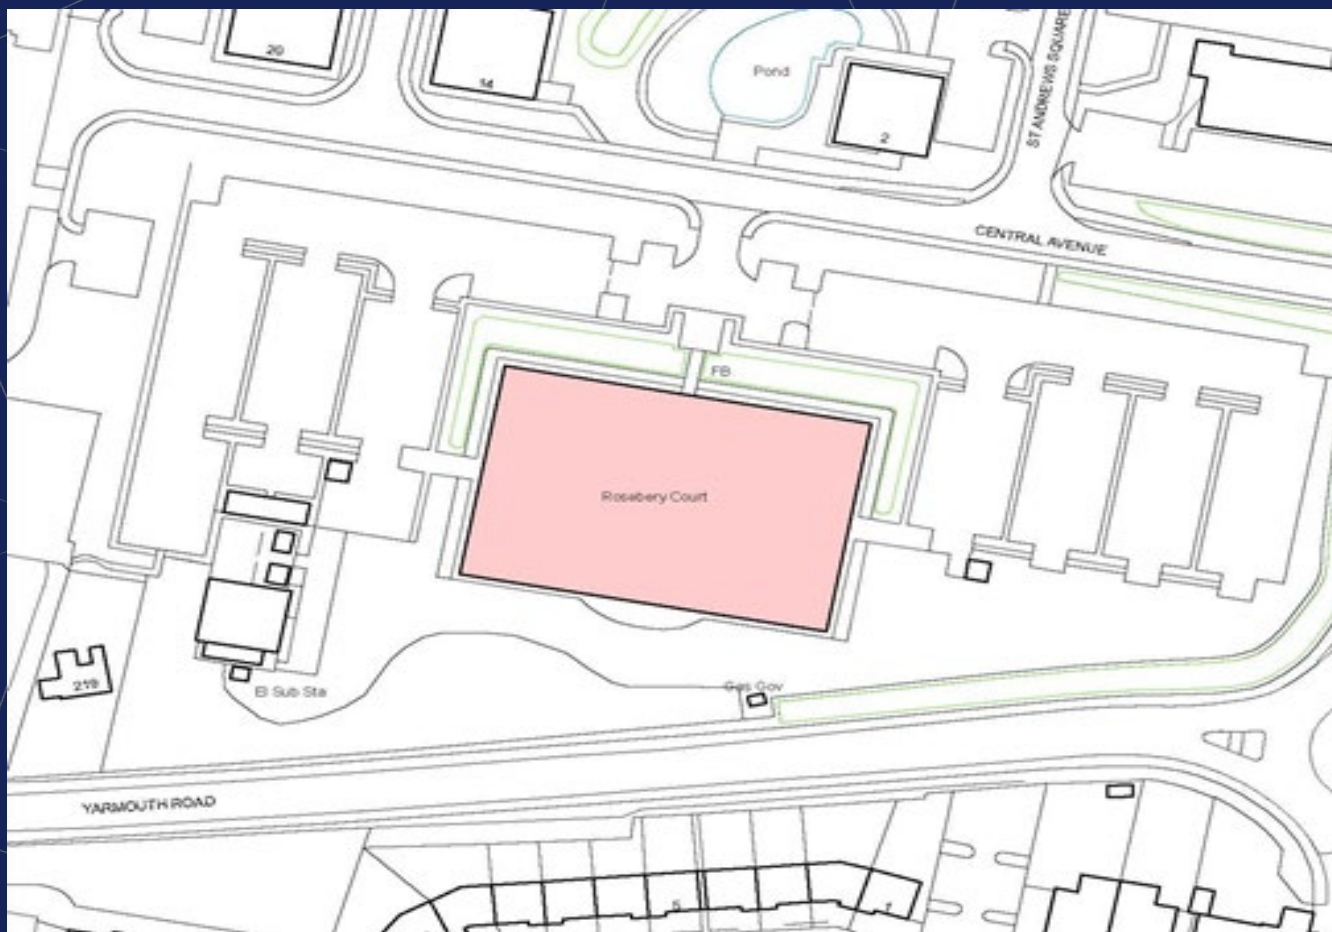 20
14
Pond
2
ST ANDREWS SQUARE
CENTRAL AVENUE
FB
Rosebery Court
219
El Sub Sta
Gas Gov
YARMOUTH ROAD
5
1